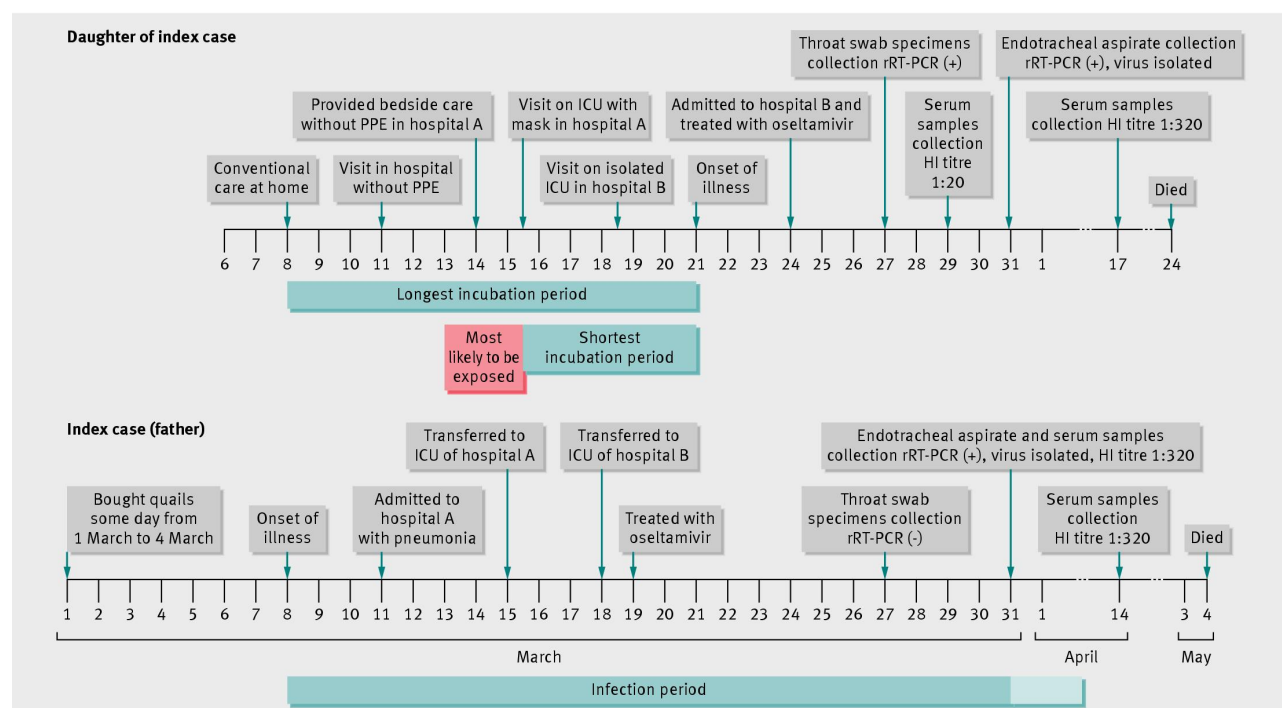 Daughter of index case
Throat swab specimens
collection rRT-PCR (+)
Endotracheal aspirate collection
rRT-PCR (+), virus isolated
Provided bedside care
without PPE in hospital A
Visit on ICU with
mask in hospital A
Admitted to hospital B and
treated with oseltamivir
Serum
samples
collection
HI titre
1:20
Serum samples
collection HI titre 1:320
Conventional
care at home
Visit in hospital
without PPE
Visit on isolated
ICU in hospital B
Onset of
illness
Died
6 7 8 9 10 11 12 13 14 15 16 17 18 19 20 21 22 23 24 25 26 27 28 29 30 31 1 ... 17 ... 24
Longest incubation period
Most
likely to be
exposed
Shortest
incubation period
Index case (father)
Transferred to
ICU of hospital A
Transferred to
ICU of hospital B
Endotracheal aspirate and serum samples
collection rRT-PCR (+), virus isolated, HI titre 1:320
Bought quails
some day from
1 March to 4 March
Onset of
illness
Admitted to
hospital A
with pneumonia
Treated with
oseltamivir
Throat swab
specimens collection
rRT-PCR (-)
Serum samples
collection
HI titre 1:320
Died
1 2 3 4 5 6 7 8 9 10 11 12 13 14 15 16 17 18 19 20 21 22 23 24 25 26 27 28 29 30 31 1 ... 14 ... 3 4
March April May
Infection period